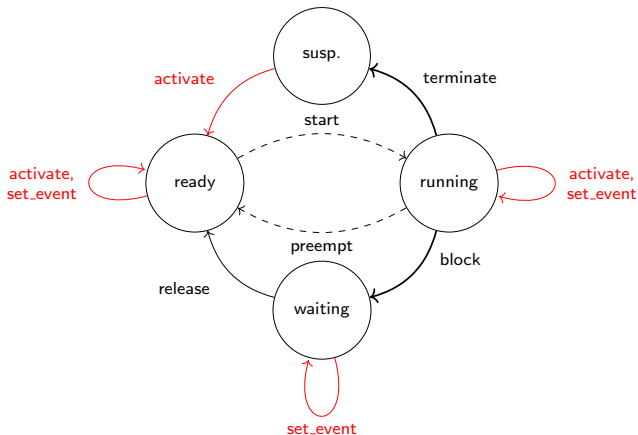 susp.
activate
terminate
start
activate,
set_event
ready
running
activate,
set_event
preempt
block
release
waiting
set_event